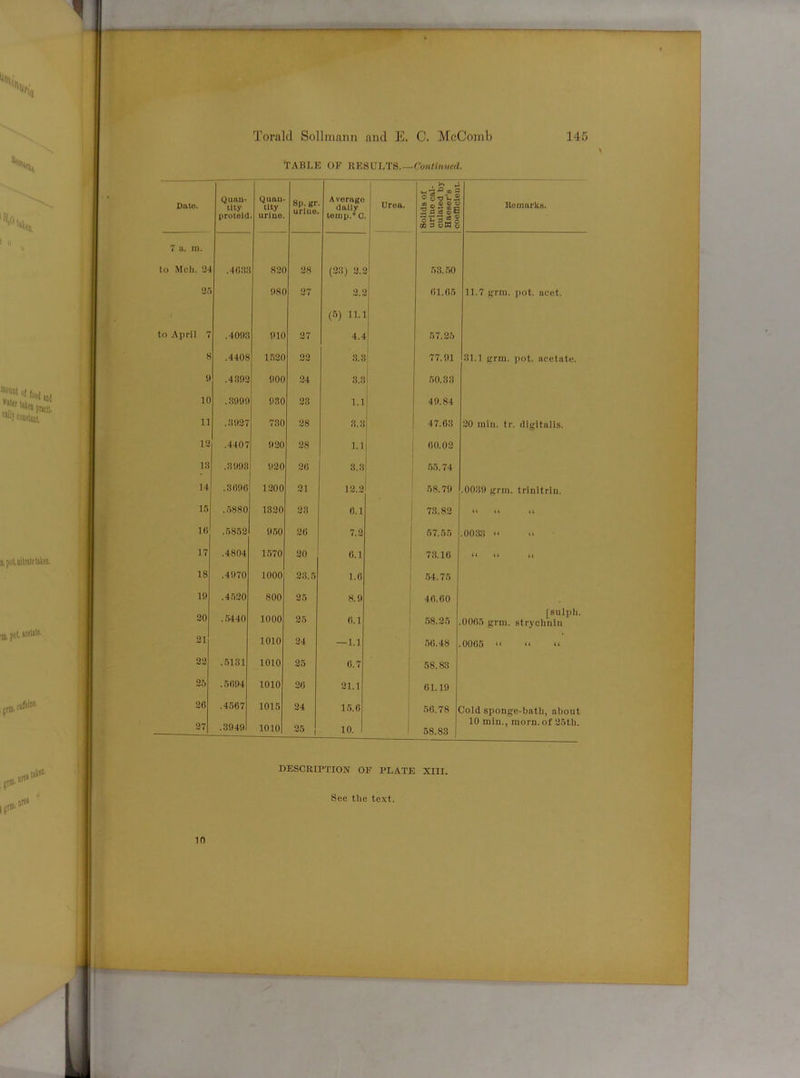 Torald Sollmann and E. C. McComb 145
TABLE OF RESULTS.—Continued.
Date. Quantity proteid. Quantity urine. Sp. gr. urine. Average daily temp.° C. Urea. Solids of urine calculated by Haeser's coefficient. Remarks.
7 a. m.
to Mch. 24 .4633 820 28 (23) 2.2 53.50
25 980 27 2.2 61.65 11.7 grm. pot. acet.
(5) 11.1
to April 7 .4093 910 27 4.4 57.25
8 .4408 1520 22 3.3 77.91 31.1 grm. pot. acetate.
9 .4392 900 24 3.3 50.33
10 .3999 930 23 1.1 49.84
11 .3927 730 28 3.3 47.63 20 min. tr. digitalis.
12 .4407 920 28 1.1 60.02
13 .3993 920 26 3.3 55.74
14 .3696 1200 21 12.2 58.79 .0039 grm. trinitrin.
15 .5880 1320 23 6.1 73.82 “ “ “
16 .5852 950 26 7.2 57.55 .0033 “ “
17 .4804 1570 20 6.1 73.16 “ “ “
18 .4970 1000 23.5 1.6 54.75
19 .4520 800 25 8.9 46.60
[sulph.
20 .5440 1000 25 6.1 58.25 .0065 grm. strychnin
21 1010 24 —1.1 56.48 .0065 “ “ “
22 .5131 1010 25 6.7 58.83
25 .5694 1010 26 21.1 61.19
26 .4567 1015 24 15.6 56.78 Cold sponge-bath, about
10 min., morn. of 25th.
27 .3949 1010 25 10. 58.83
DESCRIPTION OF PLATE XIII.
See the text.
10